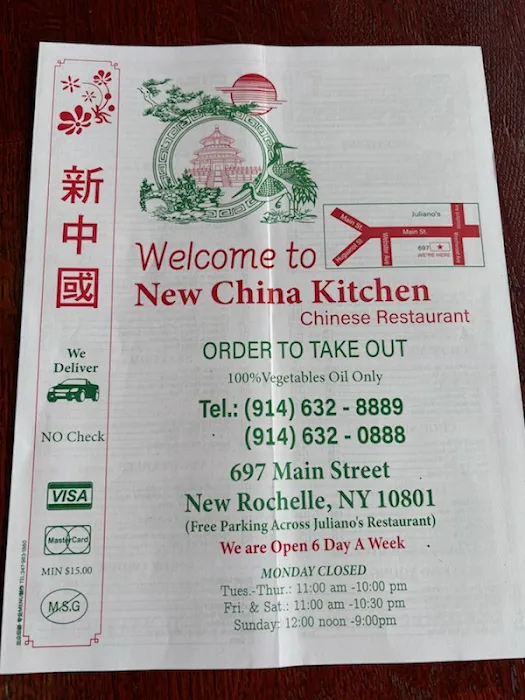 新
中
國
We
Deliver
NO Check
VISA
MasterCard
MIN $15.00
M.S.G
Main St.
Huguenot St
Juliano's
Main St.
Webster Ave
697 ★
(WE'RE HERE)
Welcome to
New China Kitchen
Chinese Restaurant
ORDER TO TAKE OUT
100%Vegetables Oil Only
Tel.: (914) 632 - 8889
(914) 632 - 0888
697 Main Street
New Rochelle, NY 10801
(Free Parking Across Juliano's Restaurant)
We are Open 6 Day A Week
MONDAY CLOSED
Tues.-Thur.: 11:00 am -10:00 pm
Fri. & Sat.: 11:00 am -10:30 pm
Sunday: 12:00 noon -9:00pm